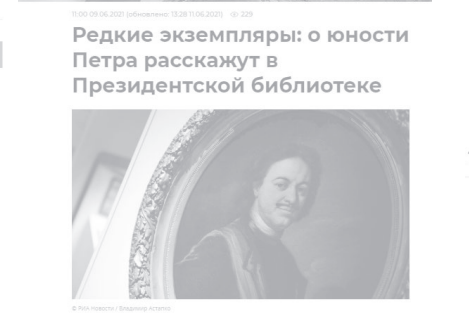 11:00 09.06.2021 (обновлено: 13:28 11.06.2021) 229
Редкие экземпляры: о юности
Петра расскажут в
Президентской библиотеке
© РИА Новости / Владимир Астапкович